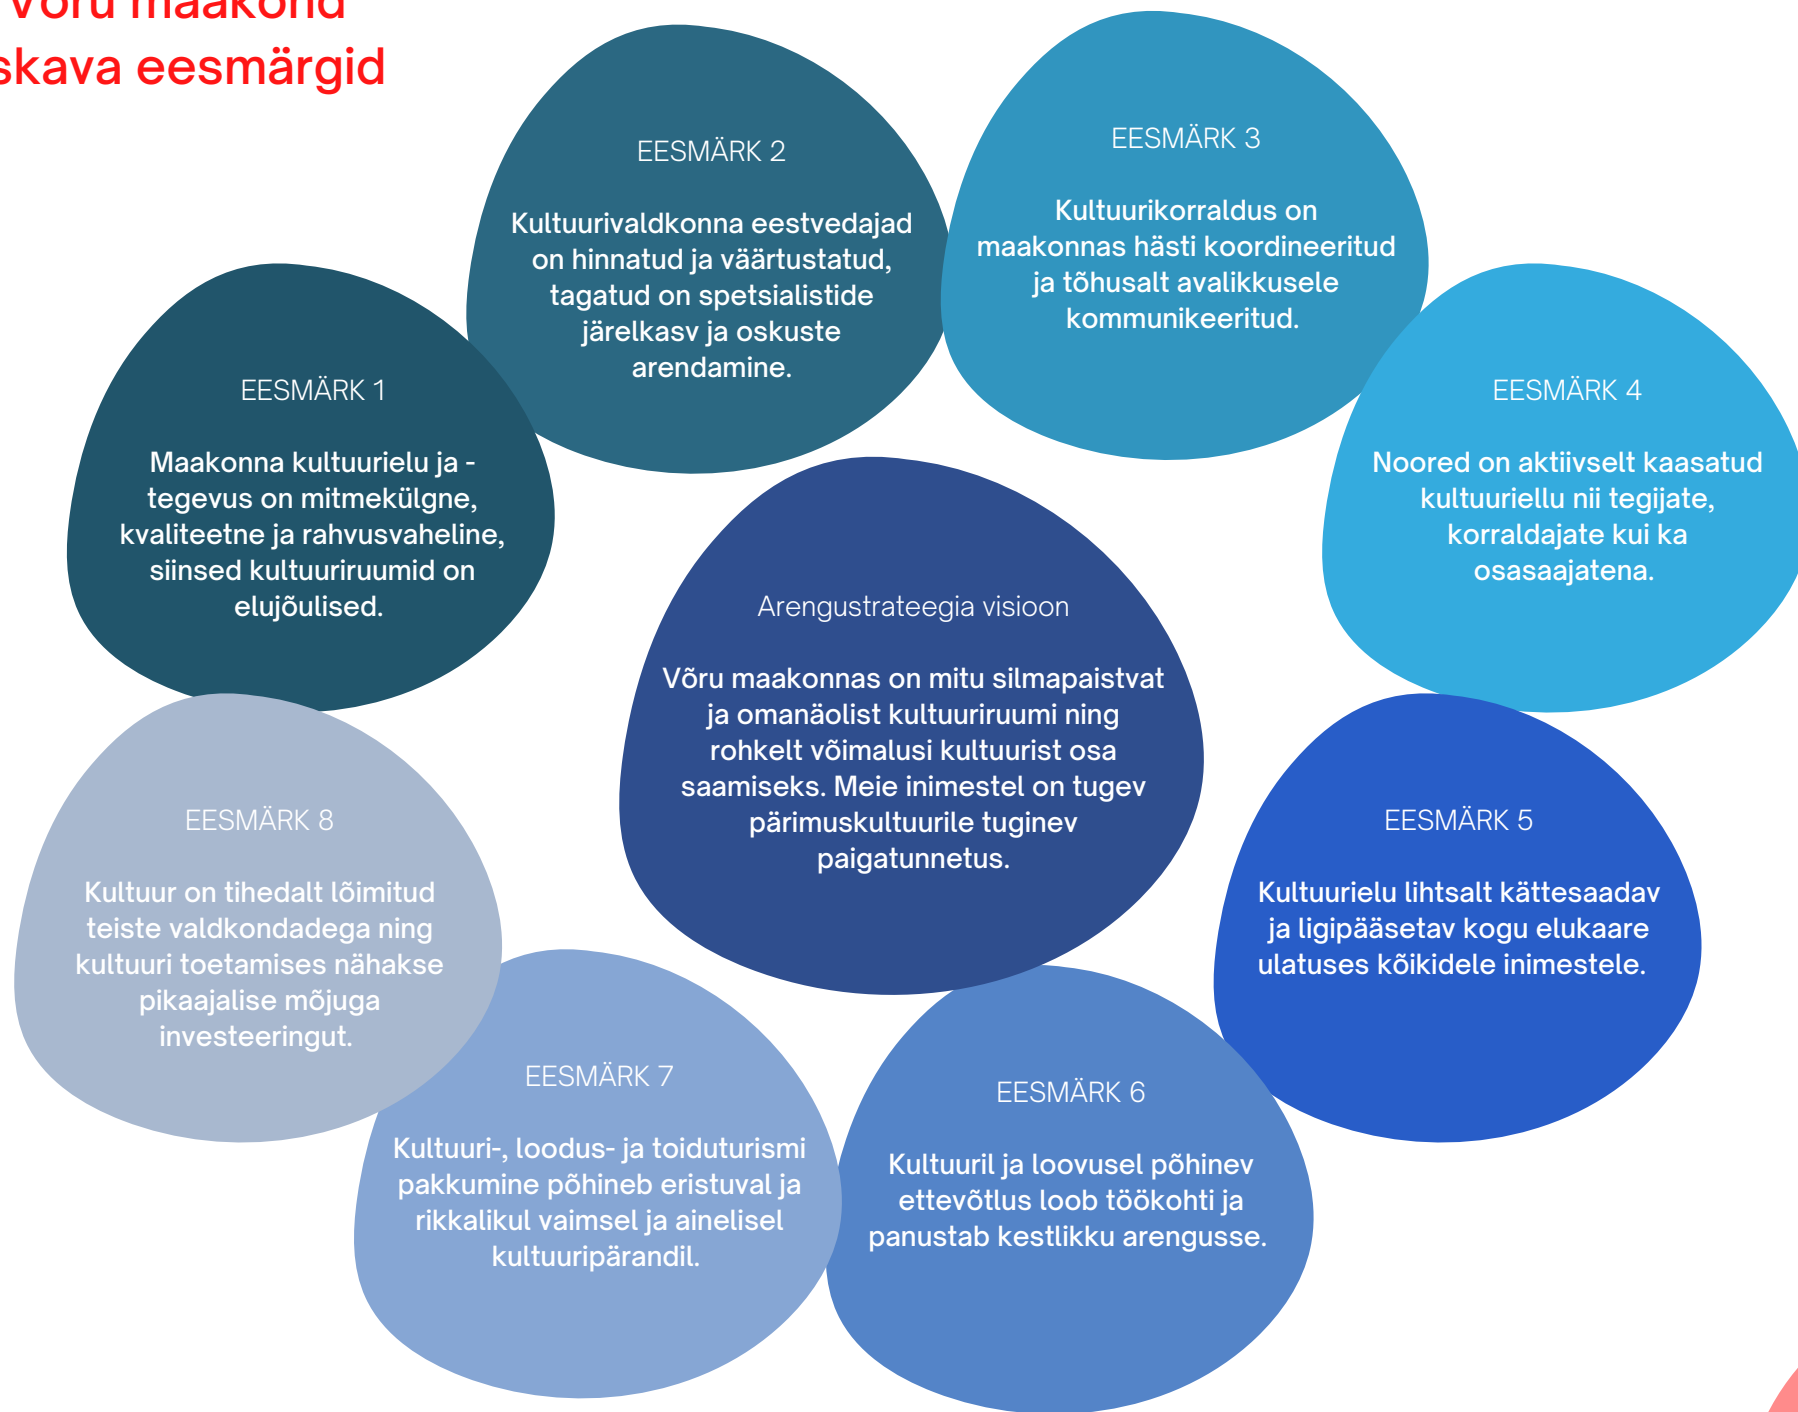 Võru maakond
skava eesmärgid
EESMÄRK 1
Maakonna kultuurielu ja -
tegevus on mitmekülgne,
kvaliteetne ja rahvusvaheline,
siinsed kultuuriruumid on
elujõulised.
EESMÄRK 2
Kultuurivaldkonna eestvedajad
on hinnatud ja väärtustatud,
tagatud on spetsialistide
järelkasv ja oskuste
arendamine.
EESMÄRK 3
Kultuurikorraldus on
maakonnas hästi koordineeritud
ja tõhusalt avalikkusele
kommunikeeritud.
EESMÄRK 4
Noored on aktiivselt kaasatud
kultuuriellu nii tegijate,
korraldajate kui ka
osasaajatena.
Arengustrateegia visioon
Võru maakonnas on mitu silmapaistvat
ja omanäolist kultuuriruumi ning
rohkelt võimalusi kultuurist osa
saamiseks. Meie inimestel on tugev
pärimuskultuurile tuginev
paigatunnetus.
EESMÄRK 5
Kultuurielu lihtsalt kättesaadav
ja ligipääsetav kogu elukaare
ulatuses kõikidele inimestele.
EESMÄRK 6
Kultuuril ja loovusel põhinev
ettevõtlus loob töökohti ja
panustab kestlikku arengusse.
EESMÄRK 7
Kultuuri-, loodus- ja toiduturismi
pakkumine põhineb eristuval ja
rikkalikul vaimsel ja ainelisel
kultuuripärandil.
EESMÄRK 8
Kultuur on tihedalt lõimitud
teiste valdkondadega ning
kultuuri toetamises nähakse
pikaajalise mõjuga
investeeringut.